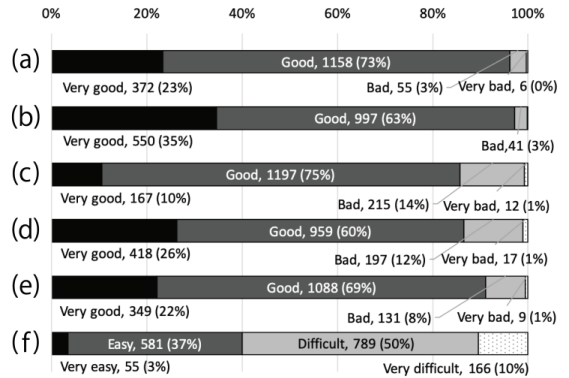 0% 20% 40% 60% 80% 100%
(a) Good, 1158 (73%)
Very good, 372 (23%) Bad, 55 (3%) Very bad, 6 (0%)
(b) Good, 997 (63%)
Very good, 550 (35%) Bad,41 (3%)
(c) Good, 1197 (75%)
Very good, 167 (10%) Bad, 215 (14%) Very bad, 12 (1%)
(d) Good, 959 (60%)
Very good, 418 (26%) Bad, 197 (12%) Very bad, 17 (1%)
(e) Good, 1088 (69%)
Very good, 349 (22%) Bad, 131 (8%) Very bad, 9 (1%)
(f) Easy, 581 (37%) Difficult, 789 (50%)
Very easy, 55 (3%) Very difficult, 166 (10%)